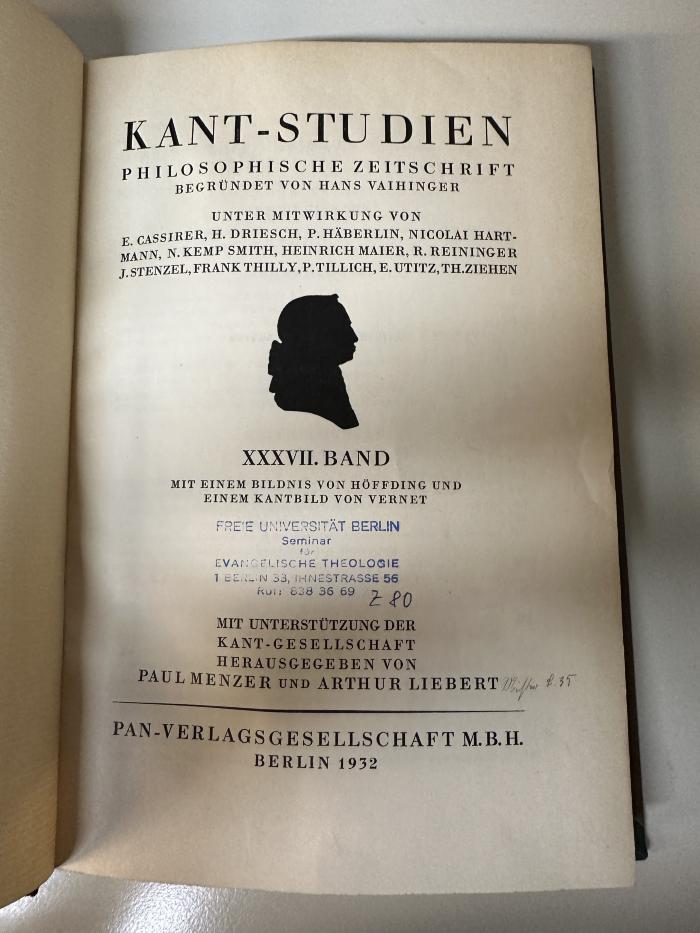 KANT-STUDIEN
PHILOSOPHISCHE ZEITSCHRIFT
BEGRÜNDET VON HANS VAIHINGER
UNTER MITWIRKUNG VON
E. CASSIRER, H. DRIESCH, P. HÄBERLIN, NICOLAI HART-
MANN, N. KEMP SMITH, HEINRICH MAIER, R. REININGER
J. STENZEL, FRANK THILLY, P. TILLICH, E. UTITZ, TH. ZIEHEN
XXXVII. BAND
MIT EINEM BILDNIS VON HÖFFDING UND
EINEM KANTBILD VON VERNET
FREIE UNIVERSITÄT BERLIN
Seminar
für
EVANGELISCHE THEOLOGIE
1 BERLIN 33, IHNESTRASSE 56
Ruf: 838 36 69
Z 80
MIT UNTERSTÜTZUNG DER
KANT-GESELLSCHAFT
HERAUSGEGEBEN VON
PAUL MENZER UND ARTHUR LIEBERT
PAN-VERLAGSGESELLSCHAFT M.B.H.
BERLIN 1932